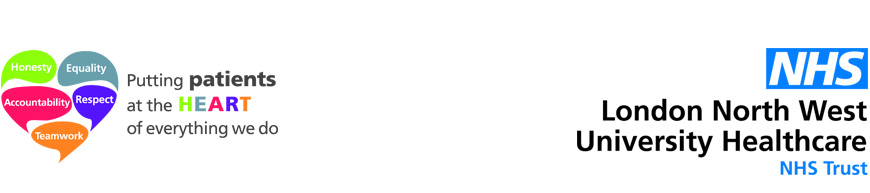 Honesty
Equality
Accountability
Respect
Teamwork
Putting patients
at the HEART
of everything we do
NHS
London North West
University Healthcare
NHS Trust